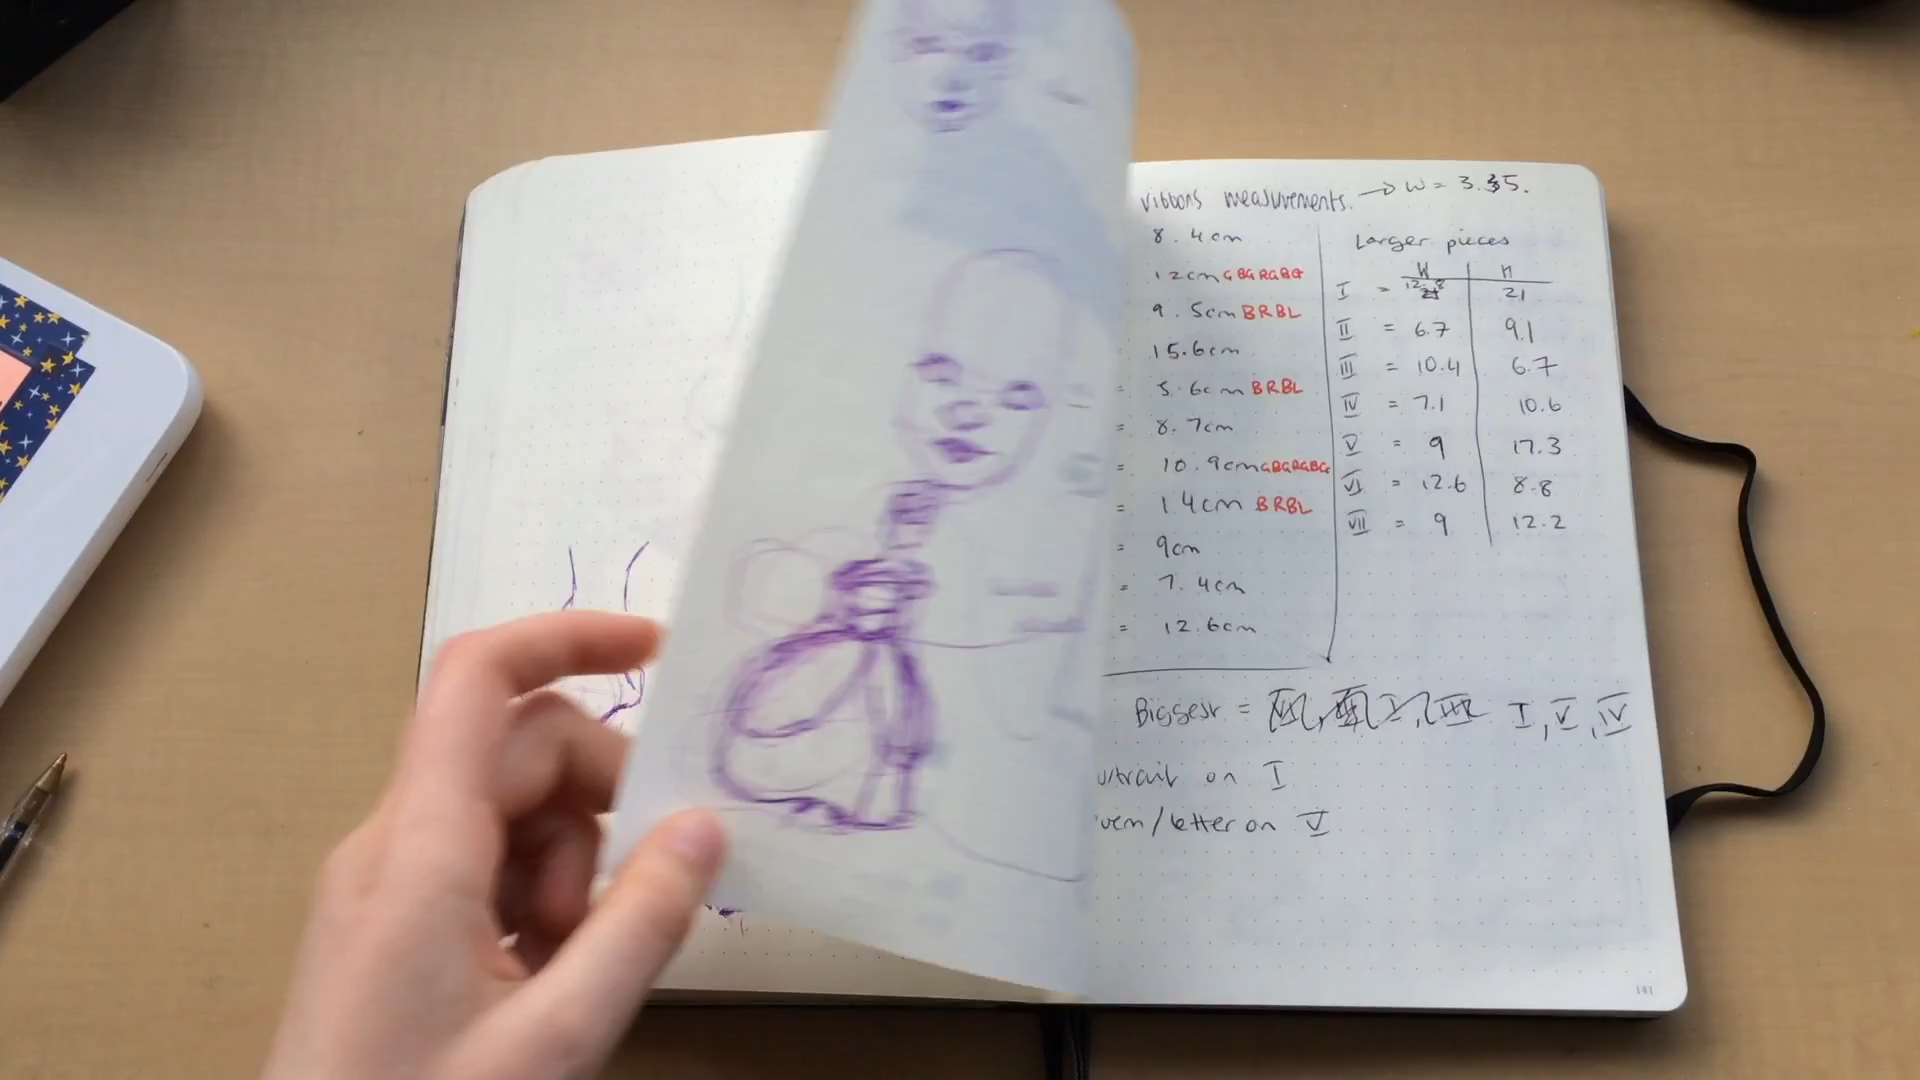 ribbons measurements. → W = 3.35.
8.4cm
12cm GBGRGBG
9.5cm BRBL
15.6cm
= 5.6cm BRBL
= 8.7cm
= 10.9cm GBGRGBG
= 14cm BRBL
= 9cm
= 7.4cm
= 12.6cm
Larger pieces
W H
I = 12.8 21
II = 6.7 9.1
III = 10.4 6.7
IV = 7.1 10.6
V = 9 17.3
VI = 12.6 8.8
VII = 9 12.2
Biggest = I, V, IV
on I
/letter on V
141